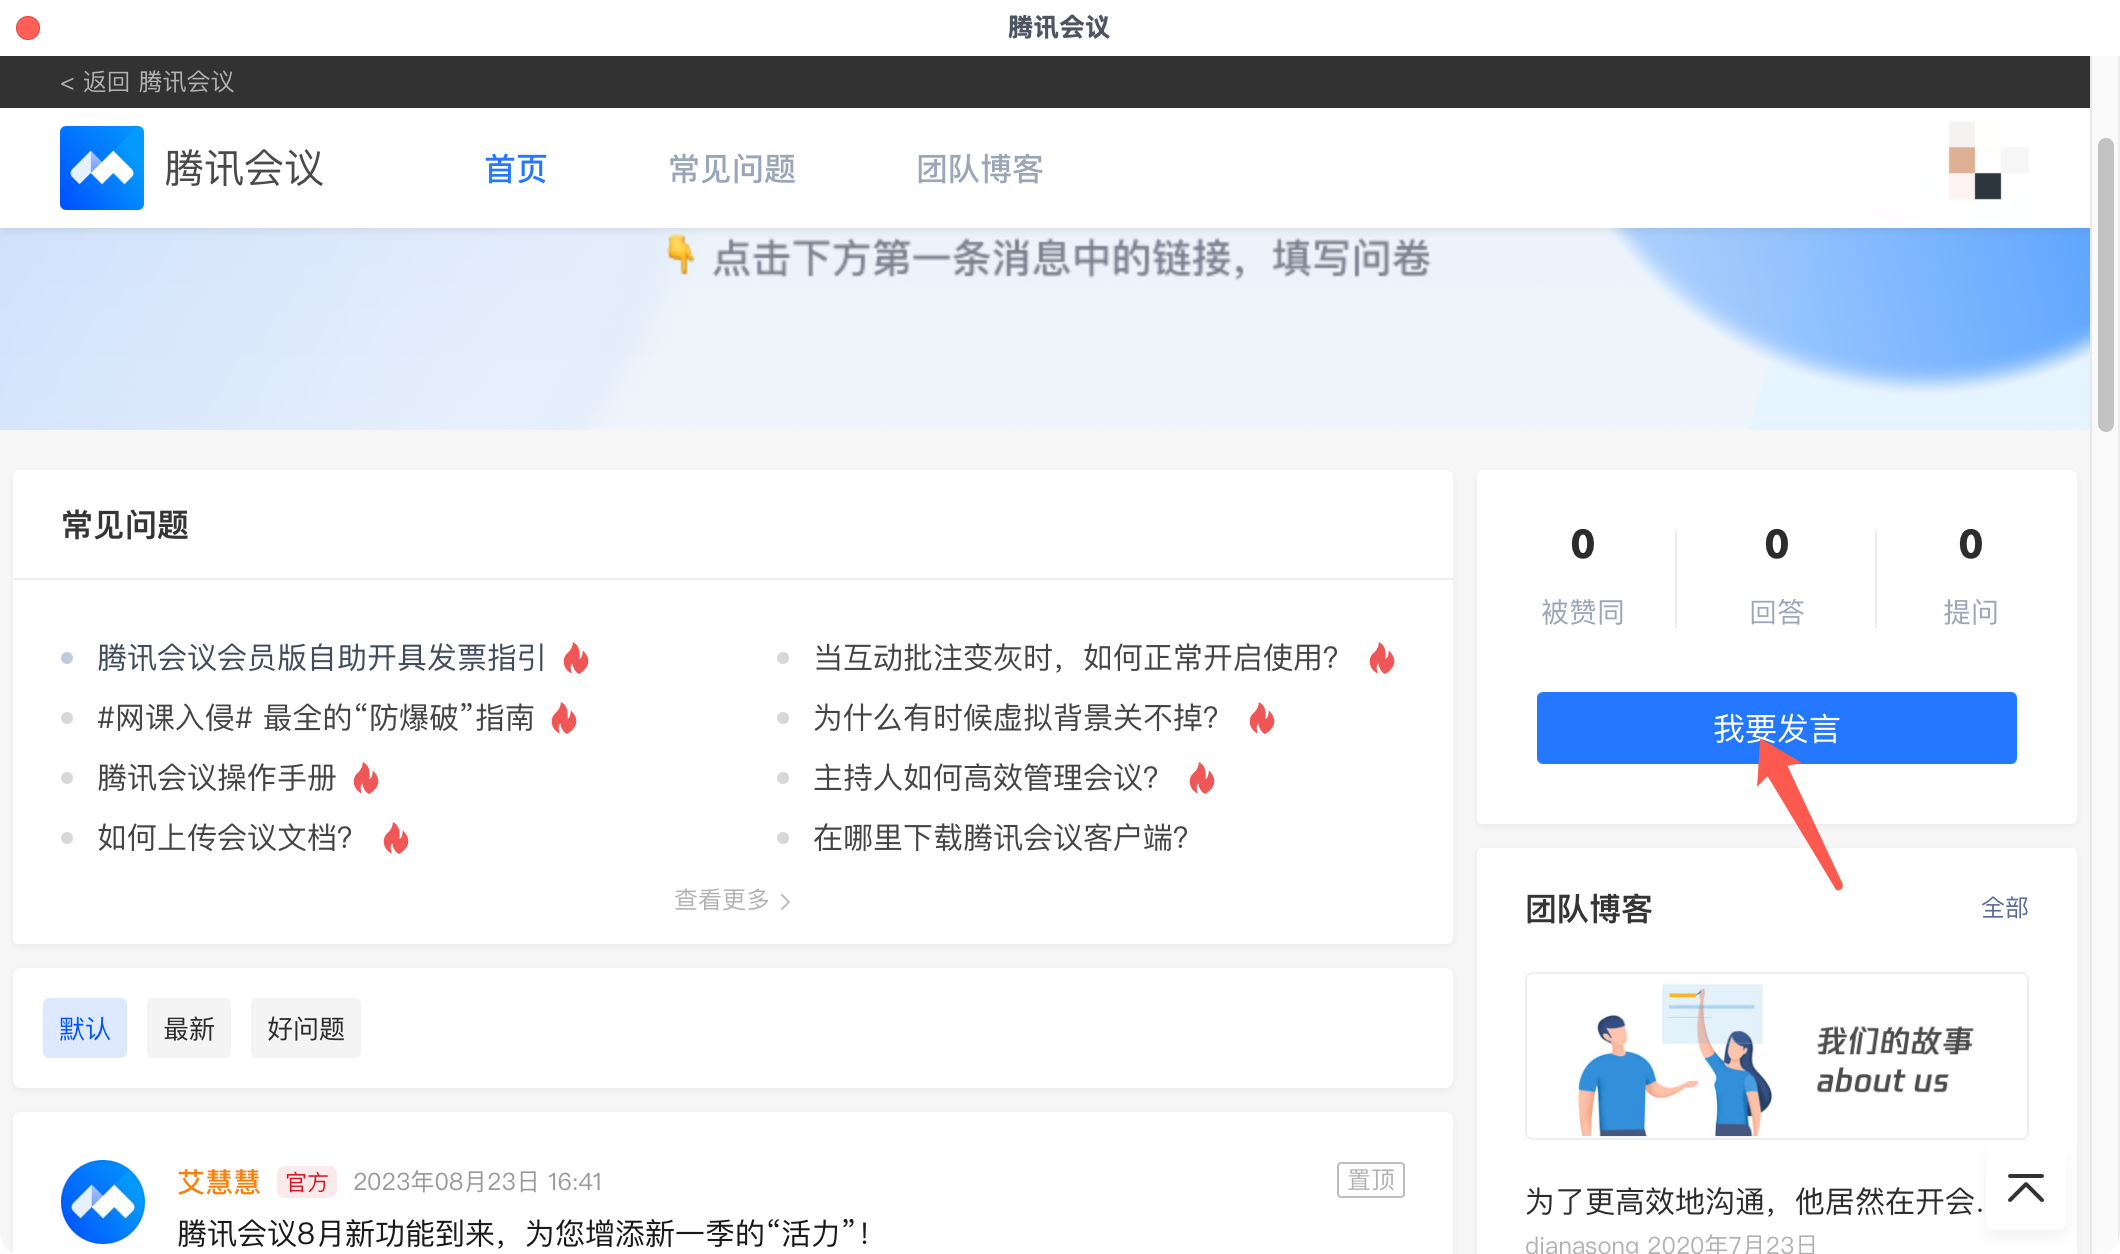 腾讯会议
< 返回 腾讯会议
腾讯会议
首页
常见问题
团队博客
👇 点击下方第一条消息中的链接，填写问卷
常见问题
腾讯会议会员版自助开具发票指引
#网课入侵# 最全的“防爆破”指南
腾讯会议操作手册
如何上传会议文档？
当互动批注变灰时，如何正常开启使用？
为什么有时候虚拟背景关不掉？
主持人如何高效管理会议？
在哪里下载腾讯会议客户端？
查看更多 >
默认
最新
好问题
艾慧慧 官方 2023年08月23日 16:41
置顶
腾讯会议8月新功能到来，为您增添新一季的“活力”！
0
被赞同
0
回答
0
提问
我要发言
团队博客
全部
我们的故事
about us
为了更高效地沟通，他居然在开会.
dianasong 2020年7月23日